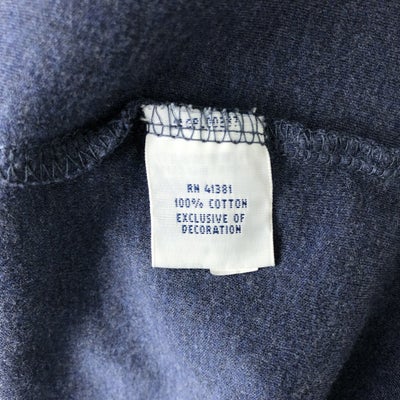 RN 41381
100% COTTON
EXCLUSIVE OF
DECORATION